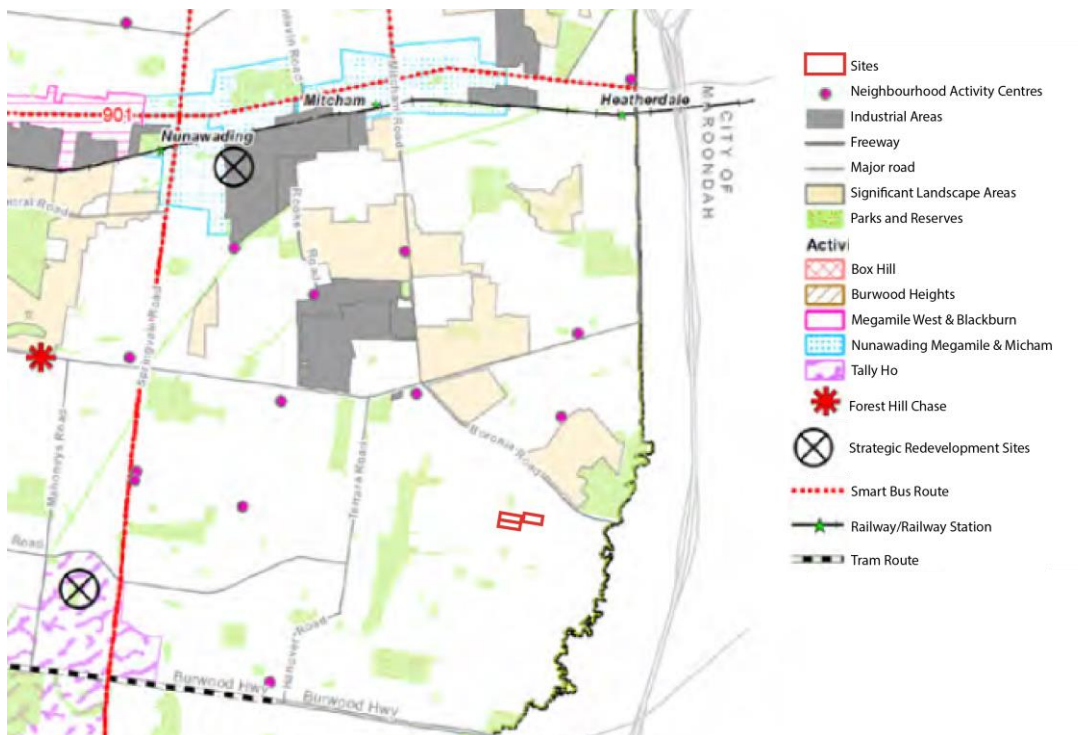 Mitcham
Heatherdale
901
Nunawading
Mitcham Road
CITY OF
MAROONDAH
Rooks Road
Springvale Road
Mahoneys Road
Boronia Road
Terrara Road
Road
Hanover Road
Burwood Hwy
Burwood Hwy
Sites
Neighbourhood Activity Centres
Industrial Areas
Freeway
Major road
Significant Landscape Areas
Parks and Reserves
Activi
Box Hill
Burwood Heights
Megamile West & Blackburn
Nunawading Megamile & Micham
Tally Ho
Forest Hill Chase
Strategic Redevelopment Sites
Smart Bus Route
Railway/Railway Station
Tram Route